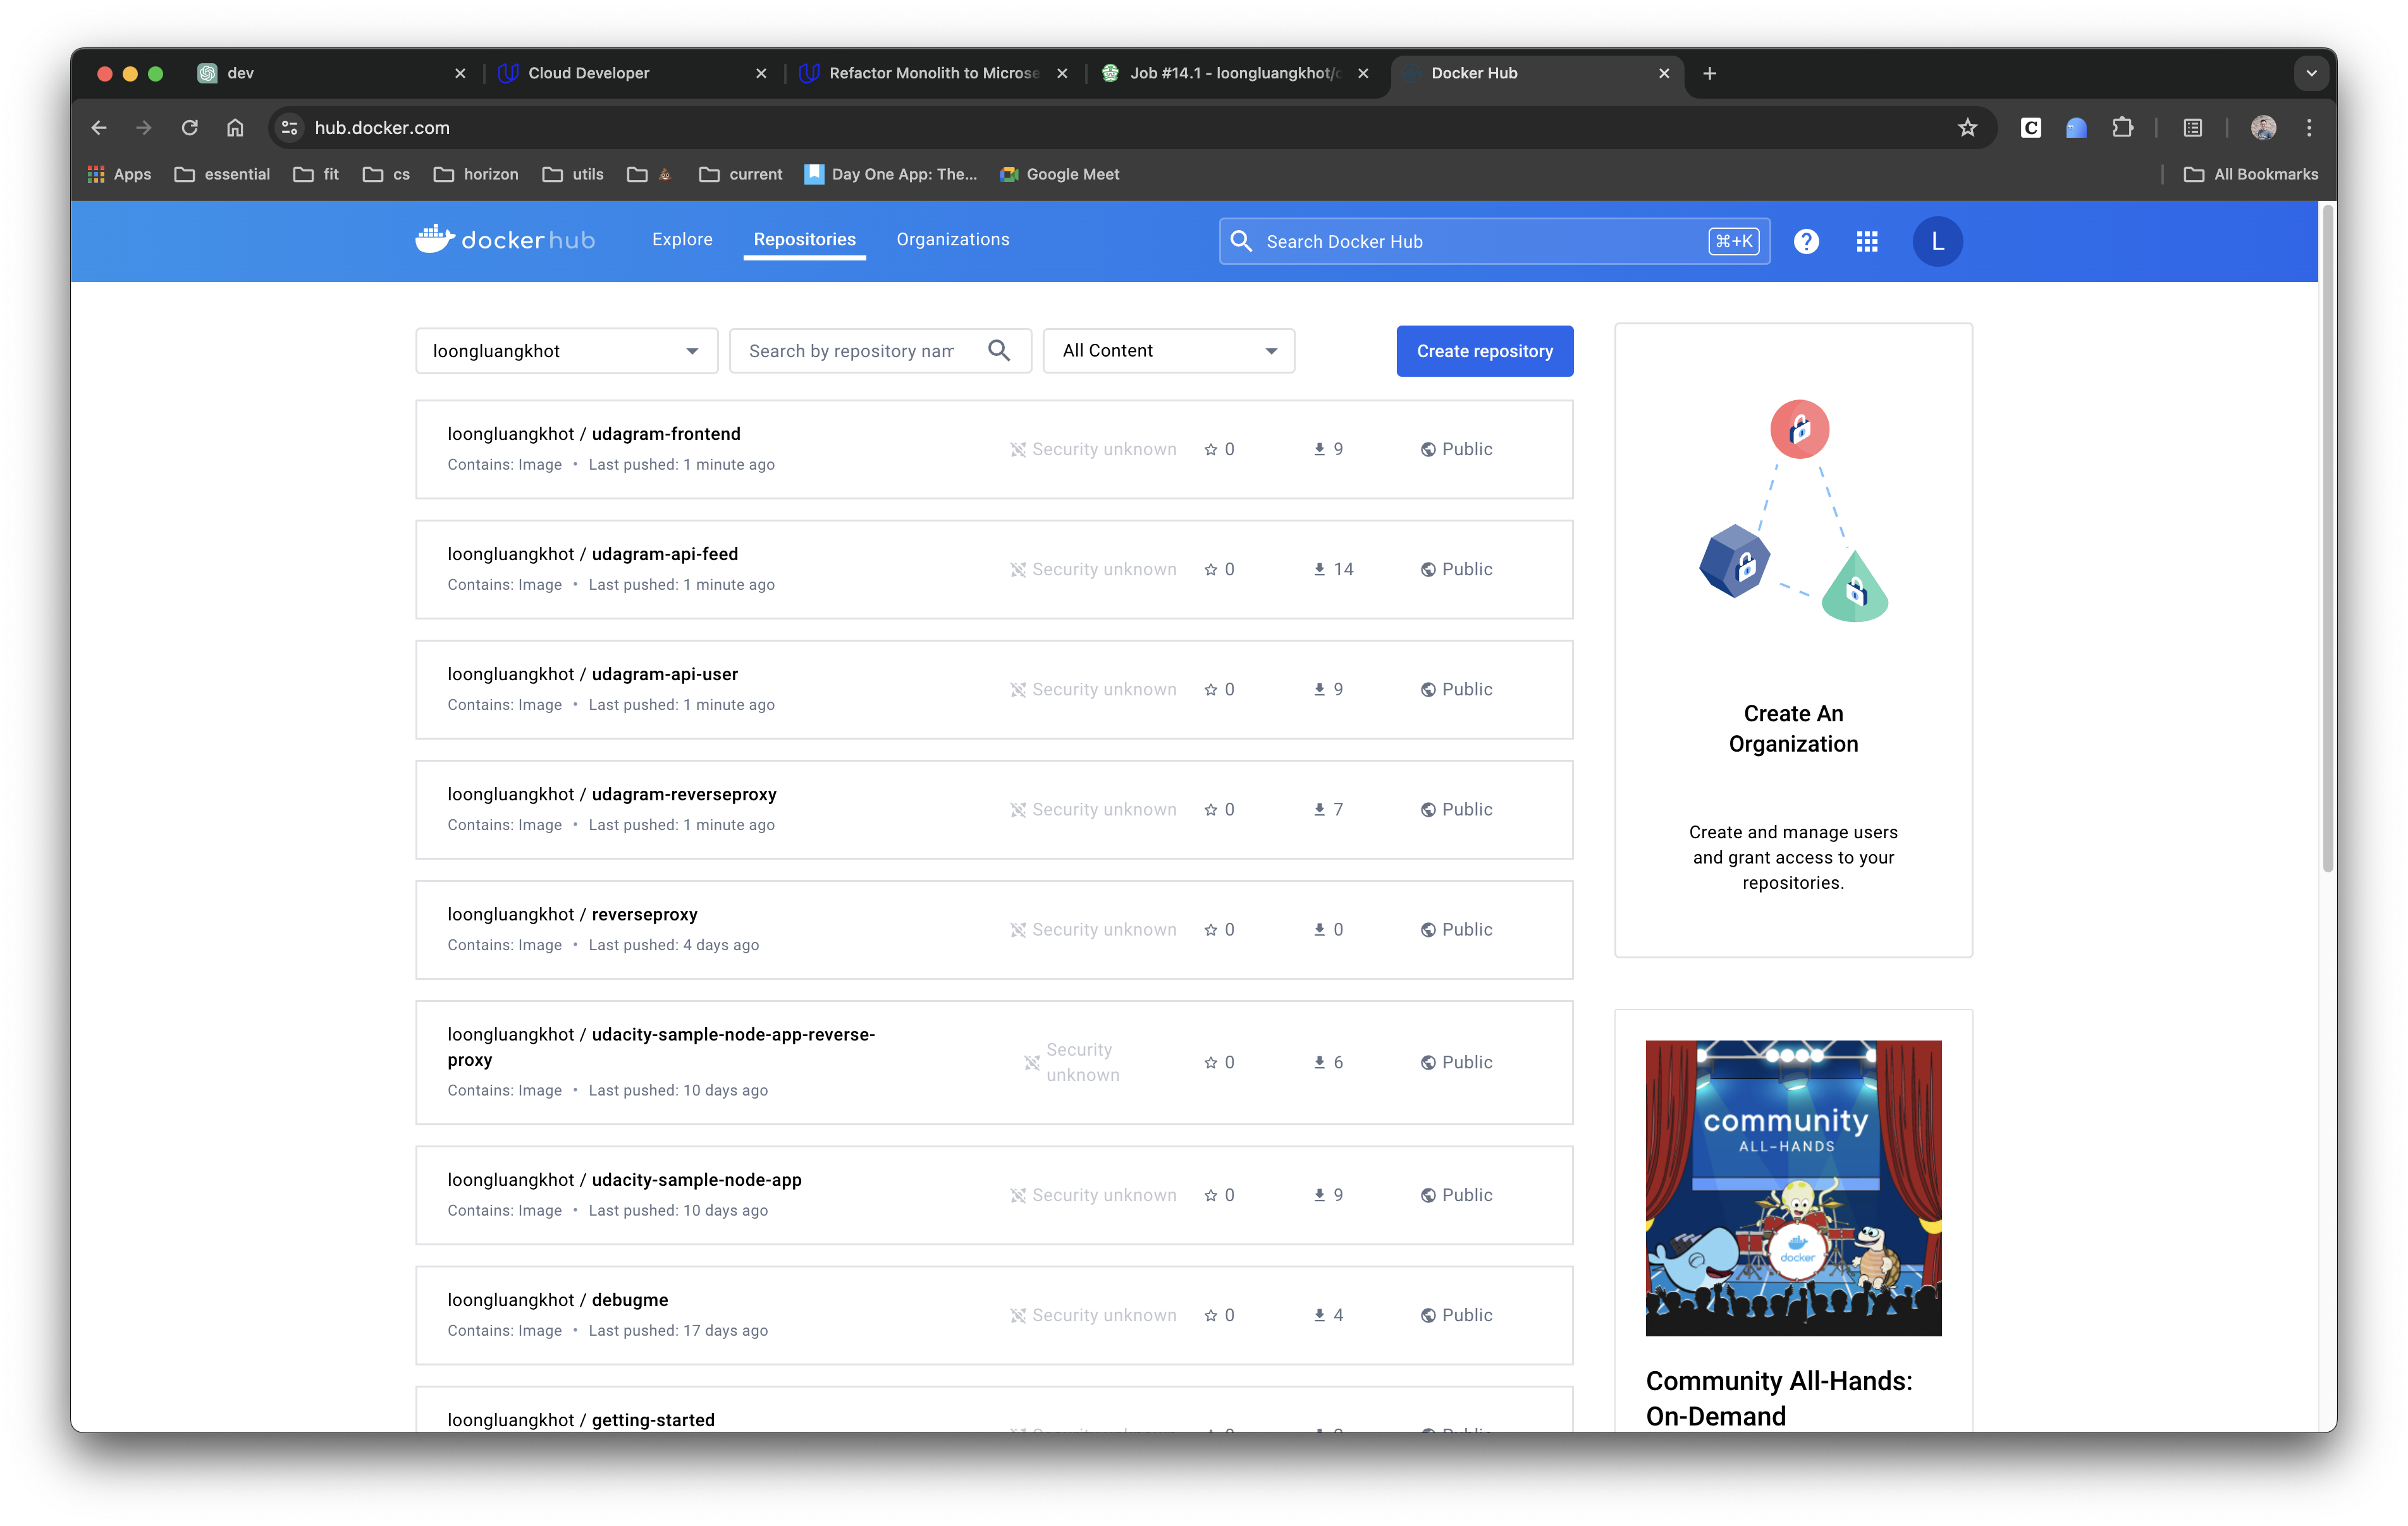 dev
Cloud Developer
Refactor Monolith to Microse
Job #14.1 - loongluangkhot/c
Docker Hub
hub.docker.com
Apps
essential
fit
cs
horizon
utils
current
Day One App: The...
Google Meet
All Bookmarks
dockerhub
Explore
Repositories
Organizations
Search Docker Hub
⌘+K
?
L
loongluangkhot
Search by repository nam
All Content
Create repository
loongluangkhot / udagram-frontend
Contains: Image • Last pushed: 1 minute ago
Security unknown
0
9
Public
loongluangkhot / udagram-api-feed
Contains: Image • Last pushed: 1 minute ago
Security unknown
0
14
Public
loongluangkhot / udagram-api-user
Contains: Image • Last pushed: 1 minute ago
Security unknown
0
9
Public
loongluangkhot / udagram-reverseproxy
Contains: Image • Last pushed: 1 minute ago
Security unknown
0
7
Public
loongluangkhot / reverseproxy
Contains: Image • Last pushed: 4 days ago
Security unknown
0
0
Public
loongluangkhot / udacity-sample-node-app-reverse-
proxy
Contains: Image • Last pushed: 10 days ago
Security
unknown
0
6
Public
loongluangkhot / udacity-sample-node-app
Contains: Image • Last pushed: 10 days ago
Security unknown
0
9
Public
loongluangkhot / debugme
Contains: Image • Last pushed: 17 days ago
Security unknown
0
4
Public
loongluangkhot / getting-started
Create An
Organization
Create and manage users
and grant access to your
repositories.
community
ALL-HANDS
docker
Community All-Hands:
On-Demand